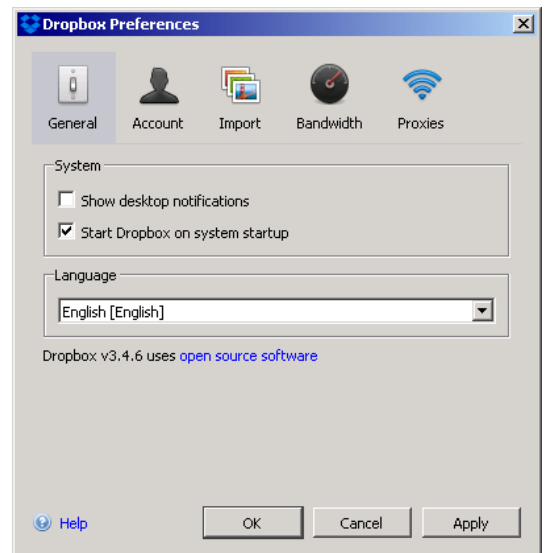 Dropbox Preferences
General Account Import Bandwidth Proxies
System
Show desktop notifications
Start Dropbox on system startup
Language
English [English]
Dropbox v3.4.6 uses open source software
Help OK Cancel Apply